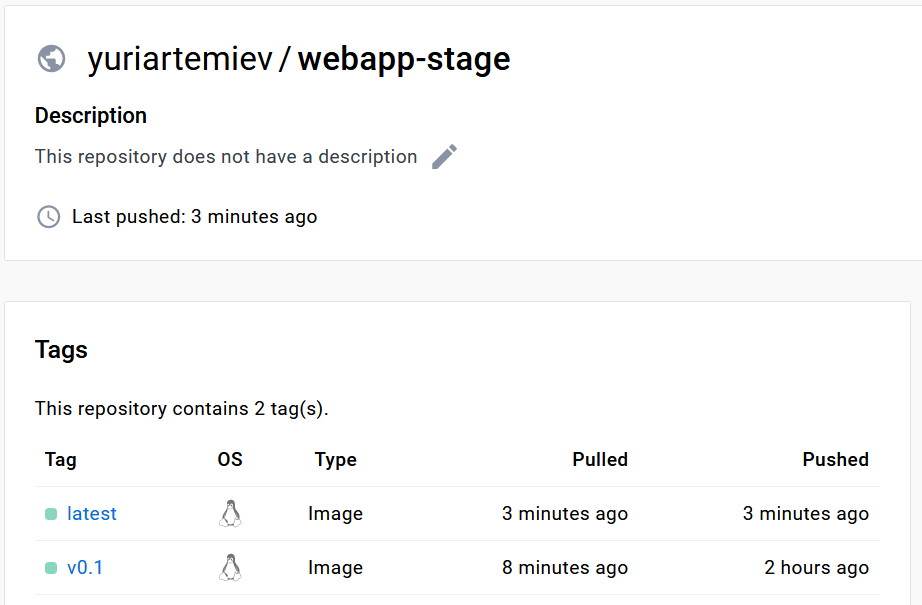 yuriartemiev / webapp-stage
Description
This repository does not have a description
Last pushed: 3 minutes ago
Tags
This repository contains 2 tag(s).
Tag OS Type Pulled Pushed
latest Image 3 minutes ago 3 minutes ago
v0.1 Image 8 minutes ago 2 hours ago